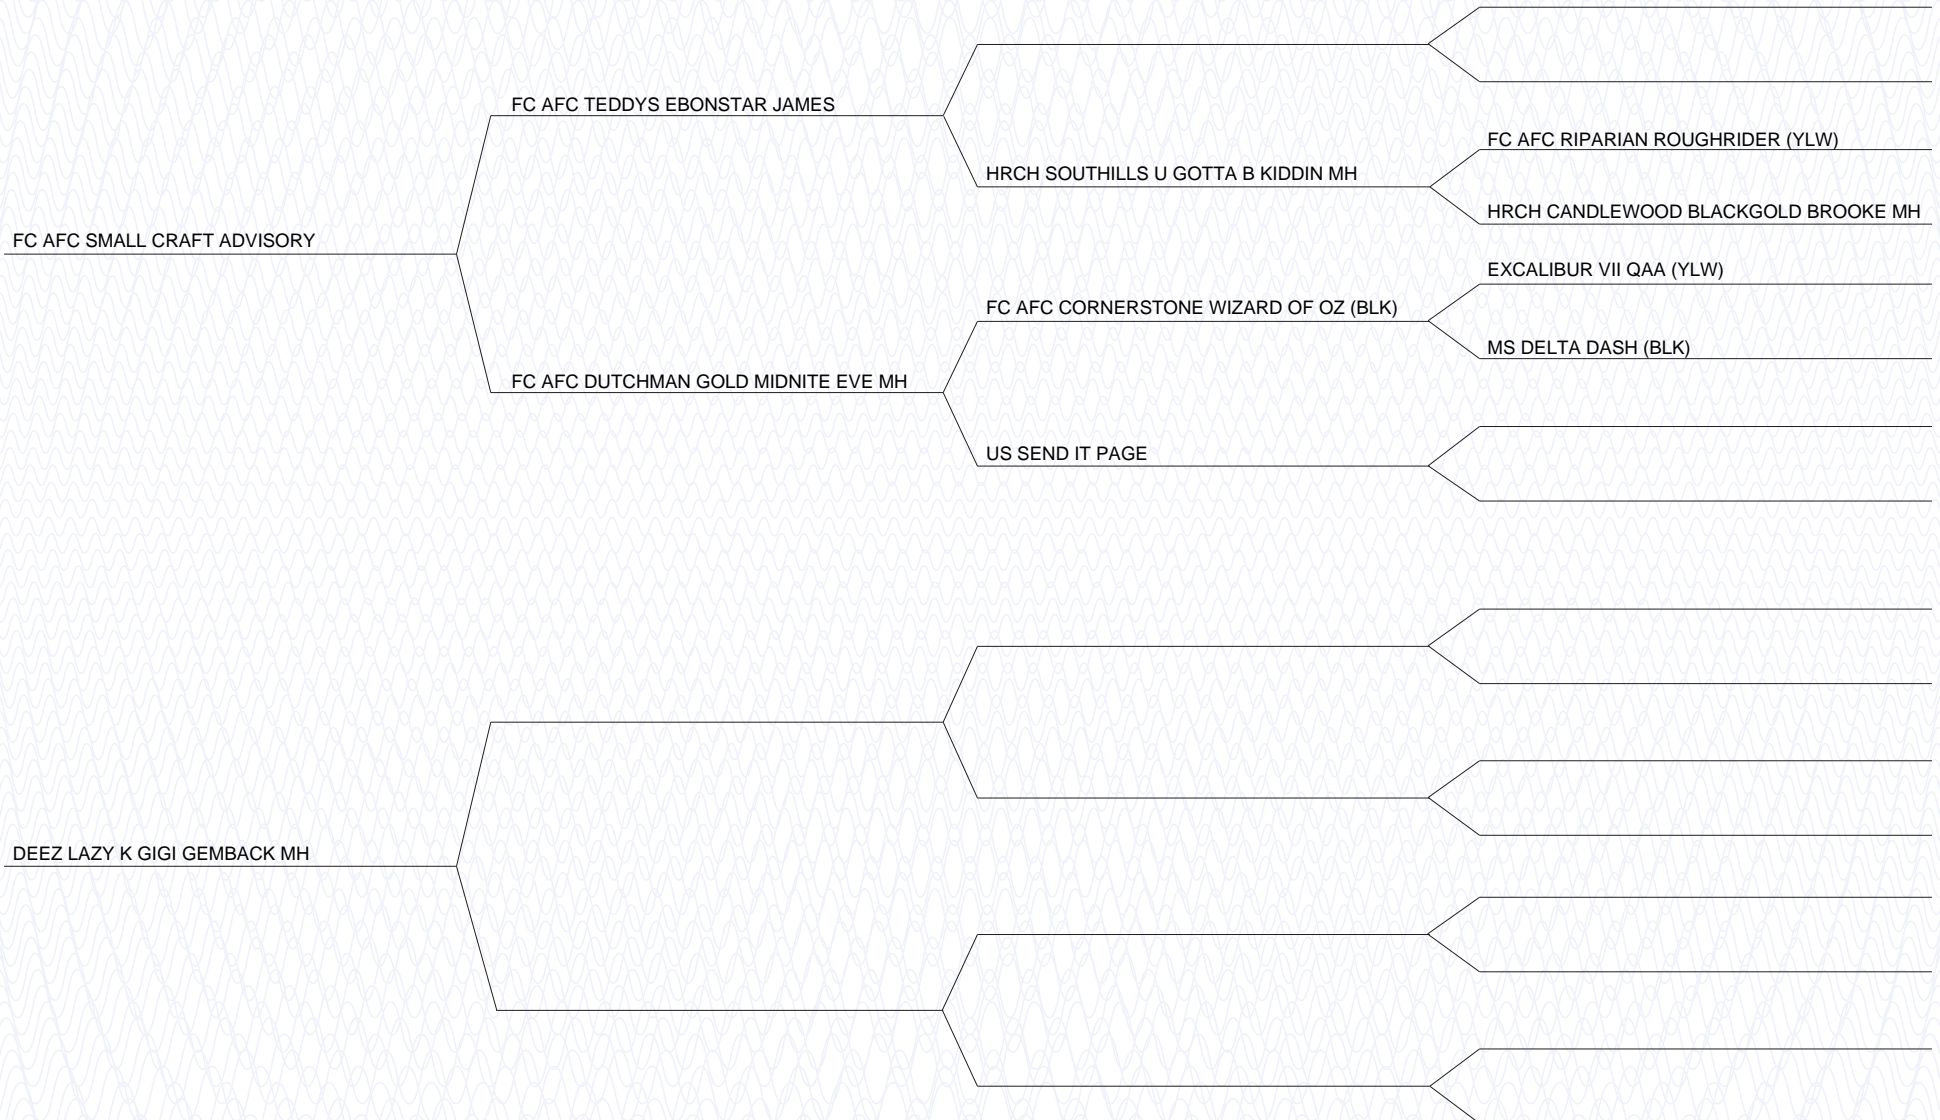 FC AFC TEDDYS EBONSTAR JAMES
FC AFC RIPARIAN ROUGHRIDER (YLW)
HRCH SOUTHILLS U GOTTA B KIDDIN MH
HRCH CANDLEWOOD BLACKGOLD BROOKE MH
FC AFC SMALL CRAFT ADVISORY
EXCALIBUR VII QAA (YLW)
FC AFC CORNERSTONE WIZARD OF OZ (BLK)
MS DELTA DASH (BLK)
FC AFC DUTCHMAN GOLD MIDNITE EVE MH
US SEND IT PAGE
DEEZ LAZY K GIGI GEMBACK MH